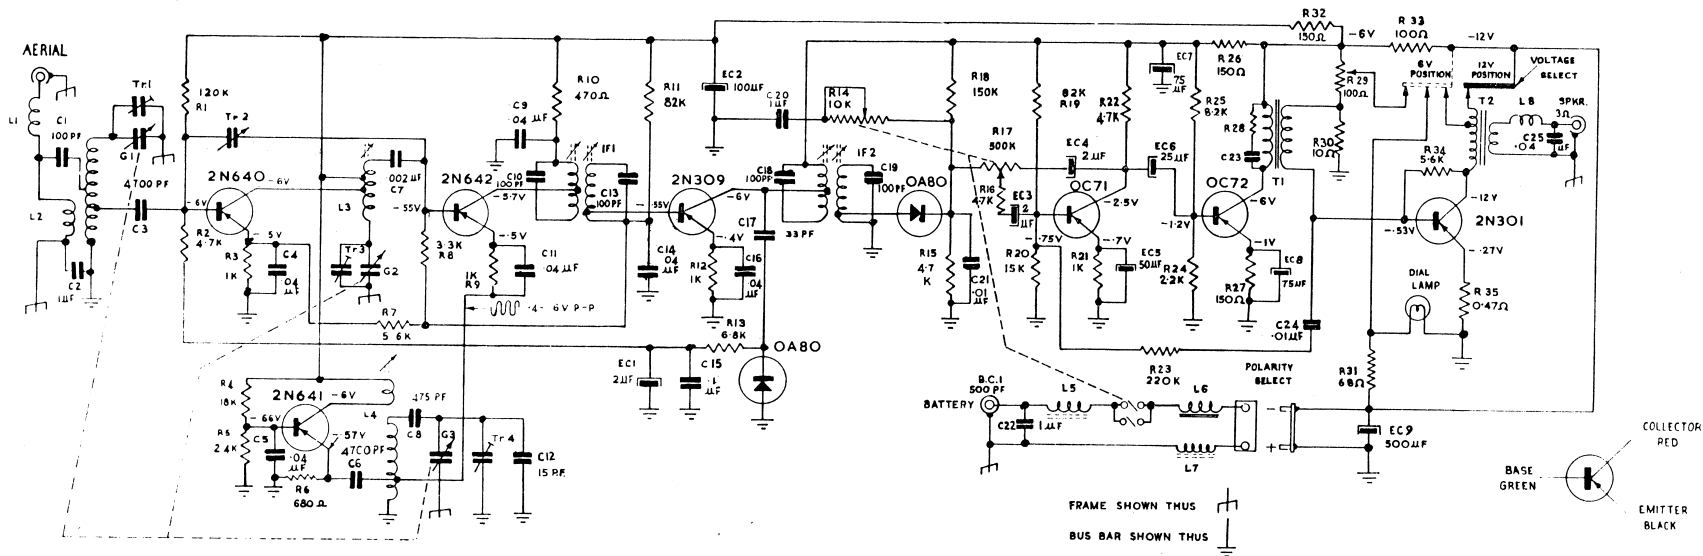 AERIAL
L1
C1
100 PF
Tr1
G1
4700 PF
C3
L2
C2
1µF
120K
R1
Tr2
2N640
-6V
-6V
R2
4.7K
-.5V
R3
1K
C4
.04
µF
L3
C7
.002 µF
Tr3
G2
R7
5.6K
2N642
-.55V
-5.7V
3.3K
R8
-.5V
1K
R9
C11
.04µF
.4-.6V P-P
C9
.04 µF
R10
470Ω
C10
100PF
IF1
C13
100PF
R11
82K
2N309
-.55V
-6V
-.4V
C14
.04
µF
R12
1K
C16
.04
µF
C17
33PF
EC2
100µF
R13
6.8K
OA80
EC1
2µF
C15
.1
µF
C20
1µF
R14
10K
C18
100PF
IF2
C19
100PF
OA80
R15
4.7
K
C21
.01
µF
R18
150K
R17
500K
R16
47K
EC3
2
µF
82K
R19
EC4
2µF
R22
4.7K
OC71
-2.5V
-.75V
-.7V
R20
15K
R21
1K
EC5
50µF
EC6
25µF
EC7
75
µF
R26
150Ω
R25
8.2K
R28
C23
T1
OC72
-6V
-1.2V
-1V
R24
2.2K
R27
150Ω
EC8
75µF
R23
220K
C24
.01µF
R32
150Ω
-6V
R33
100Ω
-12V
R29
100Ω
R30
10Ω
6V
POSITION
12V
POSITION
VOLTAGE
SELECT
T2
L8
SPKR.
3Ω
C25
.04
µF
R34
5.6K
-12V
2N301
-.53V
-.27V
DIAL
LAMP
R35
0.47Ω
R31
68Ω
R4
18K
2N641
-6V
-.66V
-.57V
R5
2.4K
C5
.04
µF
R6
680Ω
4700PF
C6
L4
475 PF
C8
G3
Tr4
C12
15 P.F.
B.C.1
500PF
BATTERY
C22
1µF
L5
L6
L7
POLARITY
SELECT
-
+
EC9
500µF
COLLECTOR
RED
BASE
GREEN
EMITTER
BLACK
FRAME SHOWN THUS
BUS BAR SHOWN THUS